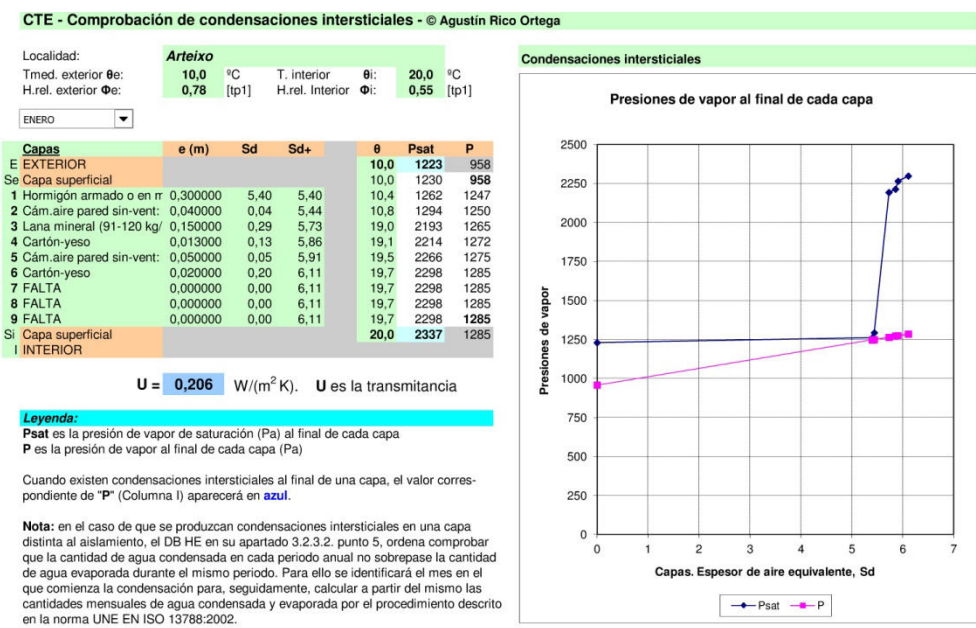 CTE - Comprobación de condensaciones intersticiales - © Agustín Rico Ortega
Localidad: Arteixo
Tmed. exterior θe: 10,0 ºC T. interior θi: 20,0 ºC
H.rel. exterior Φe: 0,78 [tp1] H.rel. Interior Φi: 0,55 [tp1]
ENERO
Capas e (m) Sd Sd+ θ Psat P
E EXTERIOR 10,0 1223 958
Se Capa superficial 10,0 1230 958
1 Hormigón armado o en m 0,300000 5,40 5,40 10,4 1262 1247
2 Cám.aire pared sin-vent: 0,040000 0,04 5,44 10,8 1294 1250
3 Lana mineral (91-120 kg/ 0,150000 0,29 5,73 19,0 2193 1265
4 Cartón-yeso 0,013000 0,13 5,86 19,1 2214 1272
5 Cám.aire pared sin-vent: 0,050000 0,05 5,91 19,5 2266 1275
6 Cartón-yeso 0,020000 0,20 6,11 19,7 2298 1285
7 FALTA 0,000000 0,00 6,11 19,7 2298 1285
8 FALTA 0,000000 0,00 6,11 19,7 2298 1285
9 FALTA 0,000000 0,00 6,11 19,7 2298 1285
Si Capa superficial 20,0 2337 1285
I INTERIOR
U = 0,206 W/(m² K). U es la transmitancia
Leyenda:
Psat es la presión de vapor de saturación (Pa) al final de cada capa
P es la presión de vapor al final de cada capa (Pa)
Cuando existen condensaciones intersticiales al final de una capa, el valor corres-
pondiente de "P" (Columna I) aparecerá en azul.
Nota: en el caso de que se produzcan condensaciones intersticiales en una capa
distinta al aislamiento, el DB HE en su apartado 3.2.3.2. punto 5, ordena comprobar
que la cantidad de agua condensada en cada periodo anual no sobrepase la cantidad
de agua evaporada durante el mismo periodo. Para ello se identificará el mes en el
que comienza la condensación para, seguidamente, calcular a partir del mismo las
cantidades mensuales de agua condensada y evaporada por el procedimiento descrito
en la norma UNE EN ISO 13788:2002.
Condensaciones intersticiales
Presiones de vapor al final de cada capa
Presiones de vapor
2500
2250
2000
1750
1500
1250
1000
750
500
250
0
0 1 2 3 4 5 6 7
Capas. Espesor de aire equivalente, Sd
Psat P